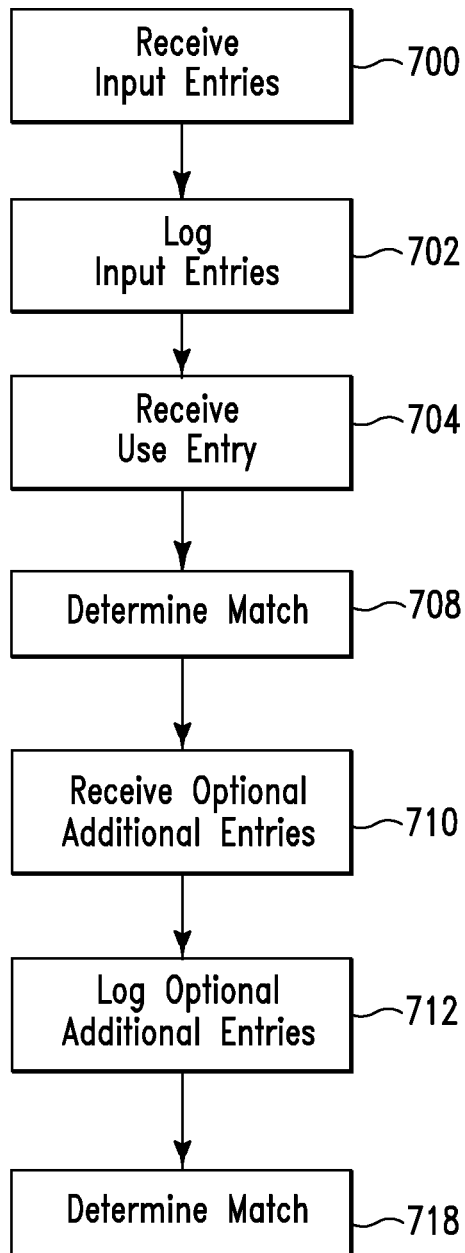 Receive
Input Entries
700
Log
Input Entries
702
Receive
Use Entry
704
Determine Match
708
Receive Optional
Additional Entries
710
Log Optional
Additional Entries
712
Determine Match
718